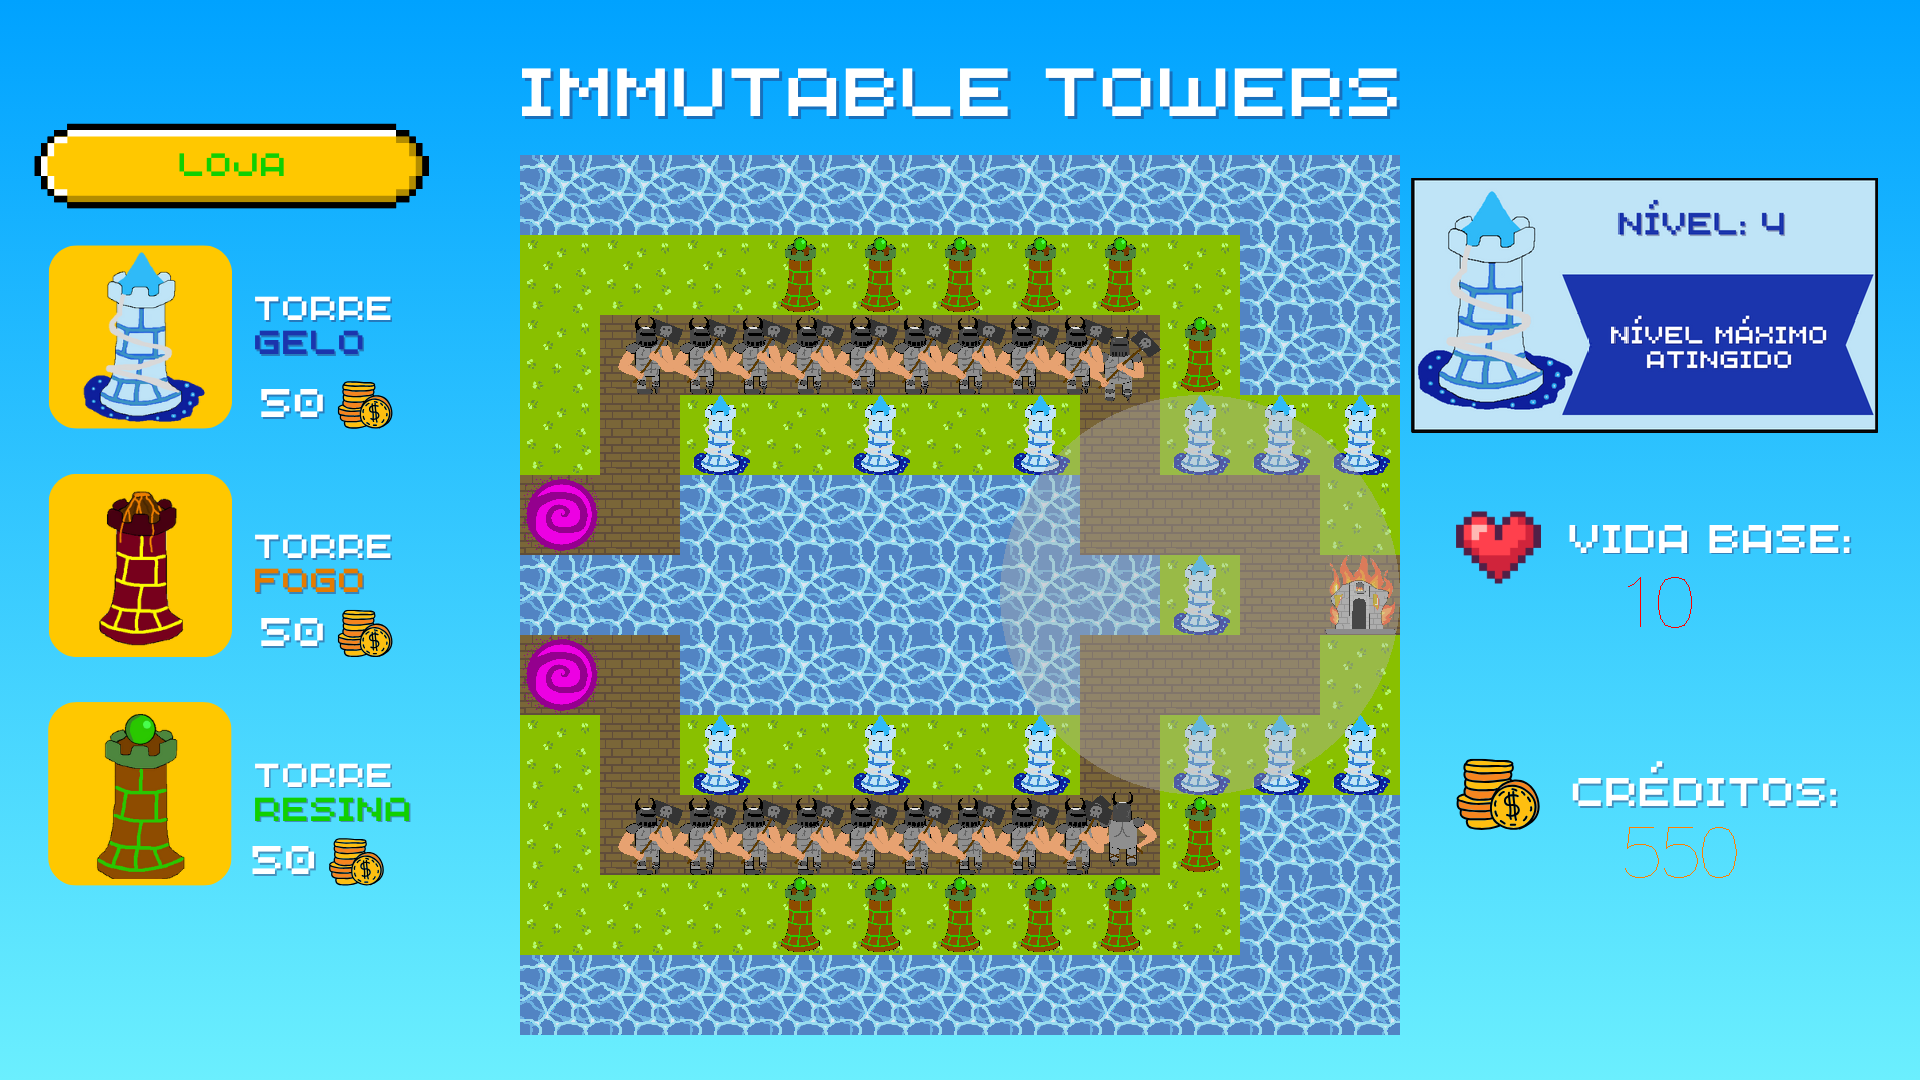 IMMUTABLE TOWERS
LOJA
TORRE
GELO
50
TORRE
FOGO
50
TORRE
RESINA
50
NÍVEL: 4
NÍVEL MÁXIMO
ATINGIDO
VIDA BASE:
10
CRÉDITOS:
550